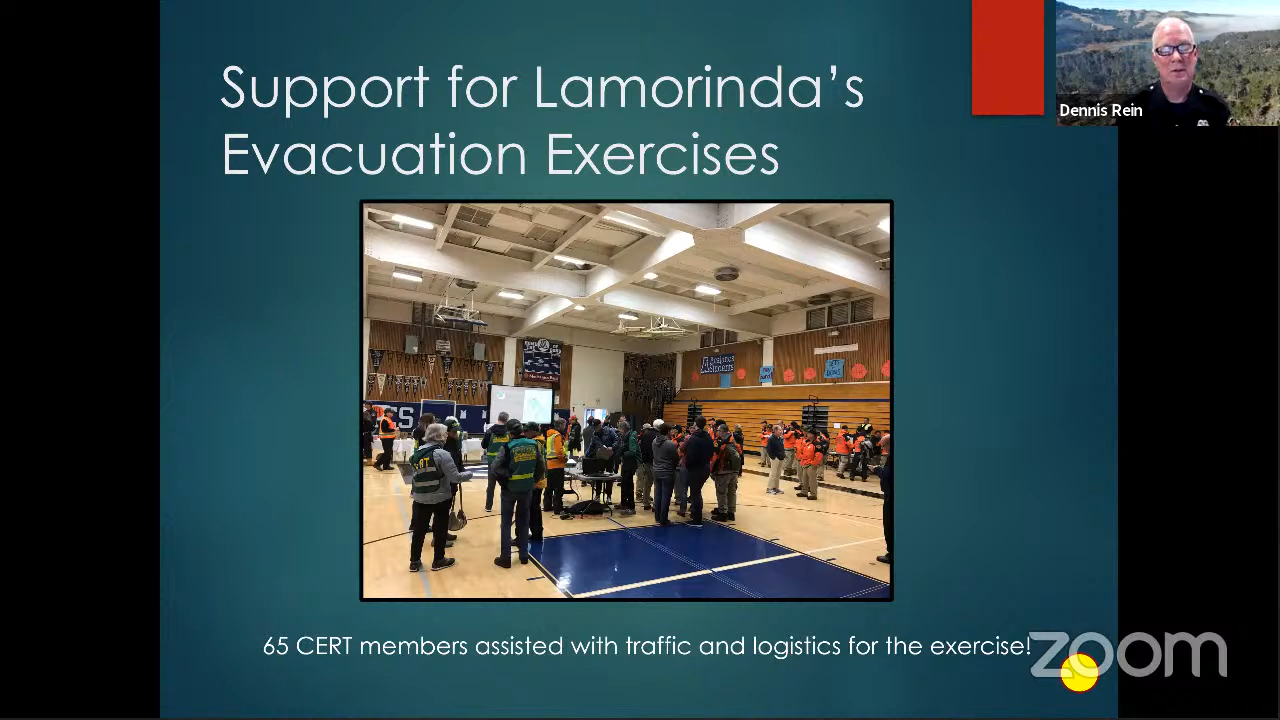 Support for Lamorinda's
Evacuation Exercises
Dennis Rein
65 CERT members assisted with traffic and logistics for the exercise!
zoom